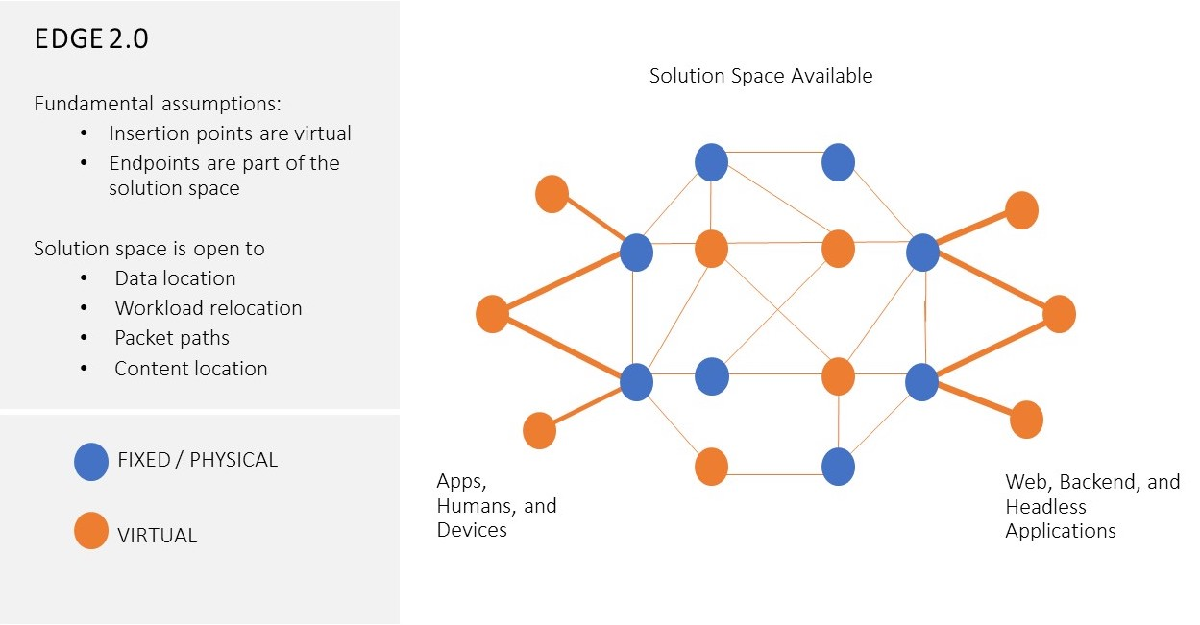 EDGE 2.0
Fundamental assumptions:
• Insertion points are virtual
• Endpoints are part of the
solution space
Solution space is open to
• Data location
• Workload relocation
• Packet paths
• Content location
FIXED / PHYSICAL
VIRTUAL
Solution Space Available
Apps,
Humans, and
Devices
Web, Backend, and
Headless
Applications